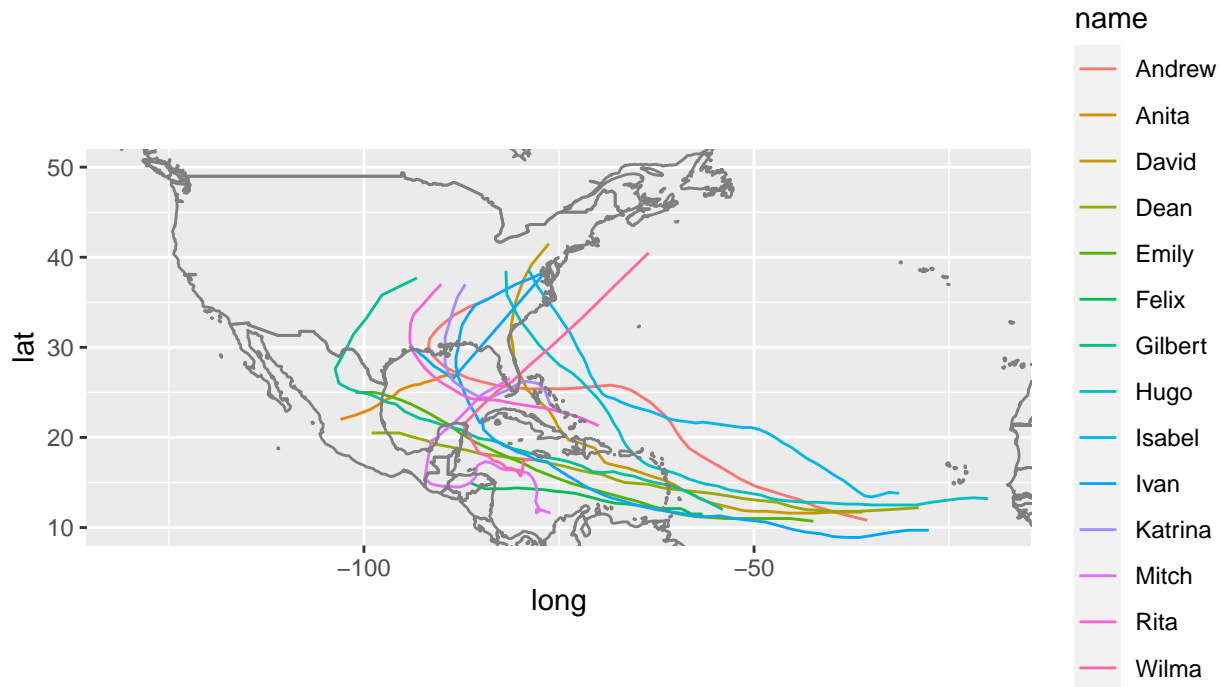 name
Andrew
Anita
David
Dean
Emily
Felix
Gilbert
Hugo
Isabel
Ivan
Katrina
Mitch
Rita
Wilma
50
40
30
20
10
lat
−100
−50
long